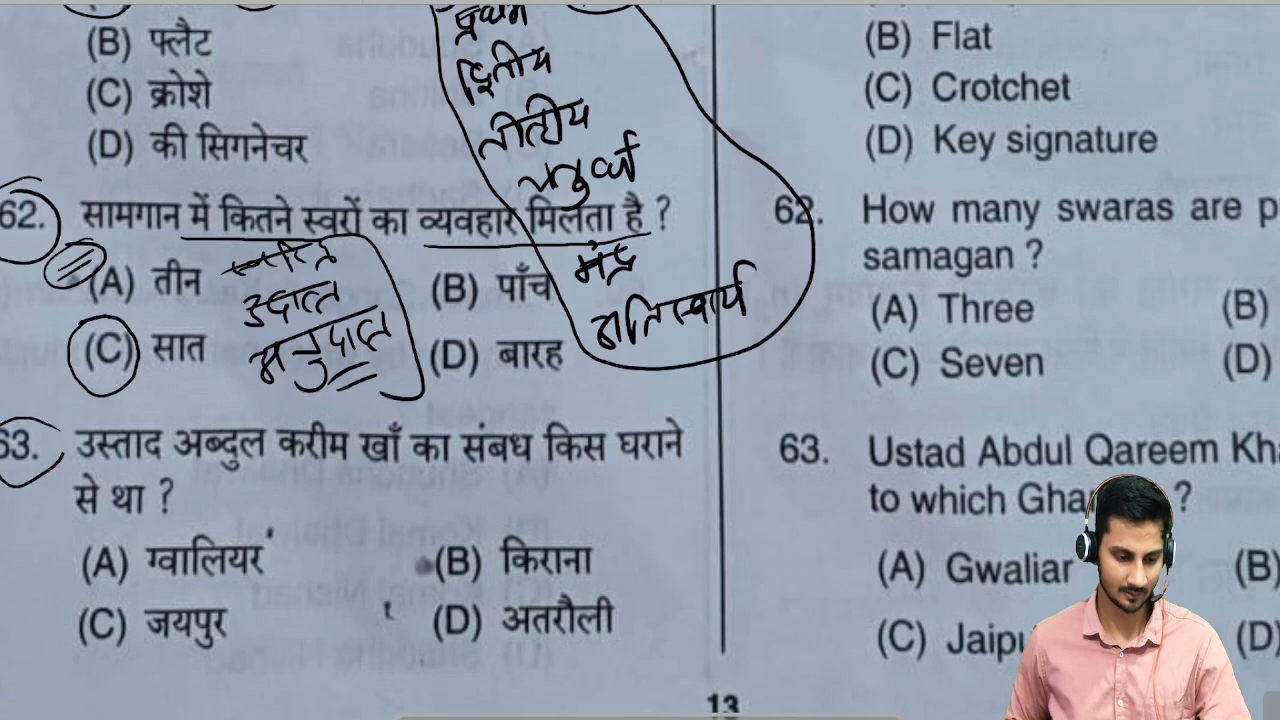 (B) फ्लैट
(C) क्रोशे
(D) की सिगनेचर
प्रथम
द्वितीय
तृतीय
चतुर्थ
मंद्र
अतिस्वार्य
62. सामगान में कितने स्वरों का व्यवहार मिलता है ?
(A) तीन
(B) पाँच
(C) सात
(D) बारह
स्वरित
उदात्त
अनुदात्त
63. उस्ताद अब्दुल करीम खाँ का संबध किस घराने
से था ?
(A) ग्वालियर
(B) किराना
(C) जयपुर
(D) अतरौली
(B) Flat
(C) Crotchet
(D) Key signature
62. How many swaras are p
samagan ?
(A) Three
(B)
(C) Seven
(D)
63. Ustad Abdul Qareem Kh
to which Gha ?
(A) Gwaliar
(B)
(C) Jaipu
(D)
13